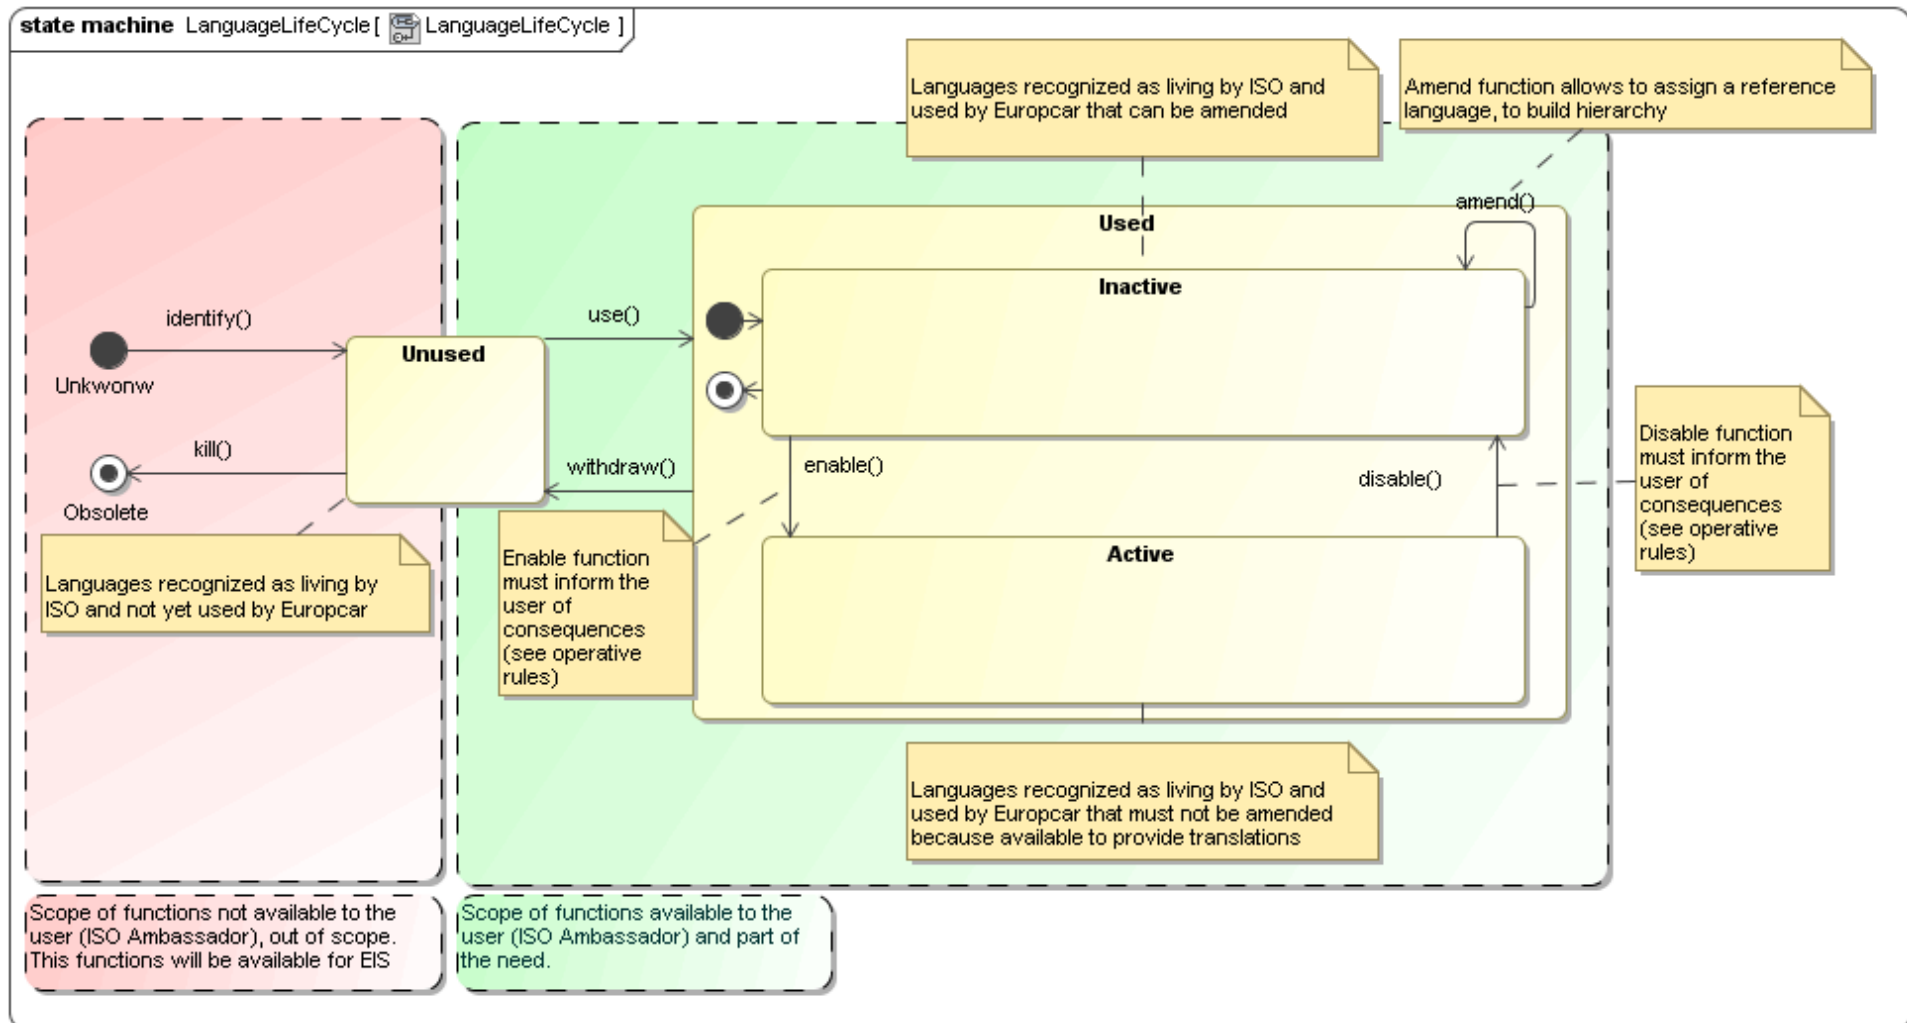 state machine LanguageLifeCycle [ LanguageLifeCycle ]
Languages recognized as living by ISO and
used by Europcar that can be amended
Amend function allows to assign a reference
language, to build hierarchy
amend()
Used
Inactive
identify()
use()
Unkwonw
Unused
kill()
withdraw()
Obsolete
enable()
disable()
Disable function
must inform the
user of
consequences
(see operative
rules)
Languages recognized as living by
ISO and not yet used by Europcar
Enable function
must inform the
user of
consequences
(see operative
rules)
Active
Languages recognized as living by ISO and
used by Europcar that must not be amended
because available to provide translations
Scope of functions not available to the
user (ISO Ambassador), out of scope.
This functions will be available for EIS
Scope of functions available to the
user (ISO Ambassador) and part of
the need.